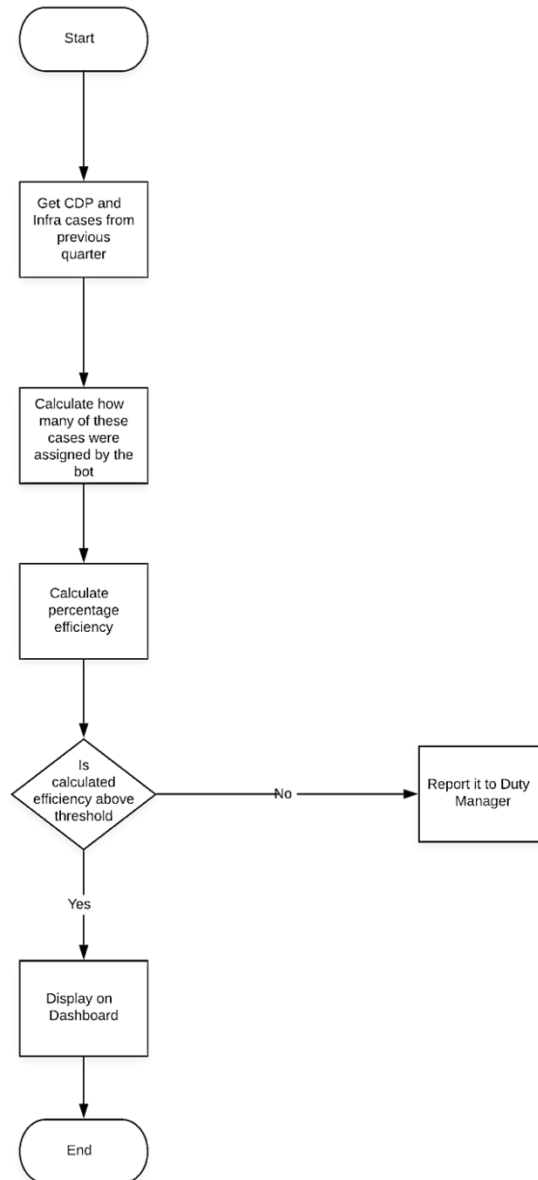 Start
Get CDP and
Infra cases from
previous
quarter
Calculate how
many of these
cases were
assigned by the
bot
Calculate
percentage
efficiency
Is
calculated
efficiency above
threshold
No
Report it to Duty
Manager
Yes
Display on
Dashboard
End